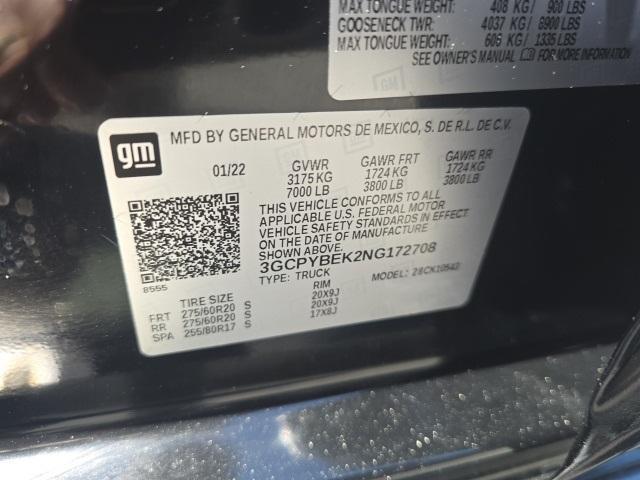 MAX TONGUE WEIGHT: 408 KG / 900 LBS
GOOSENECK TWR: 4037 KG / 8900 LBS
MAX TONGUE WEIGHT: 605 KG / 1335 LBS
SEE OWNER'S MANUAL FOR MORE INFORMATION
gm
MFD BY GENERAL MOTORS DE MEXICO, S. DE R.L. DE C.V.
01/22 GVWR GAWR FRT GAWR RR
3175 KG 1724 KG 1724 KG
7000 LB 3800 LB 3800 LB
THIS VEHICLE CONFORMS TO ALL
APPLICABLE U.S. FEDERAL MOTOR
VEHICLE SAFETY STANDARDS IN EFFECT
ON THE DATE OF MANUFACTURE
SHOWN ABOVE.
3GCPYBEK2NG172708
8555 TYPE: TRUCK MODEL:
TIRE SIZE RIM
FRT 275/60R20 S 20X9J
RR 275/60R20 S 20X9J
SPA 255/80R17 S 17X8J